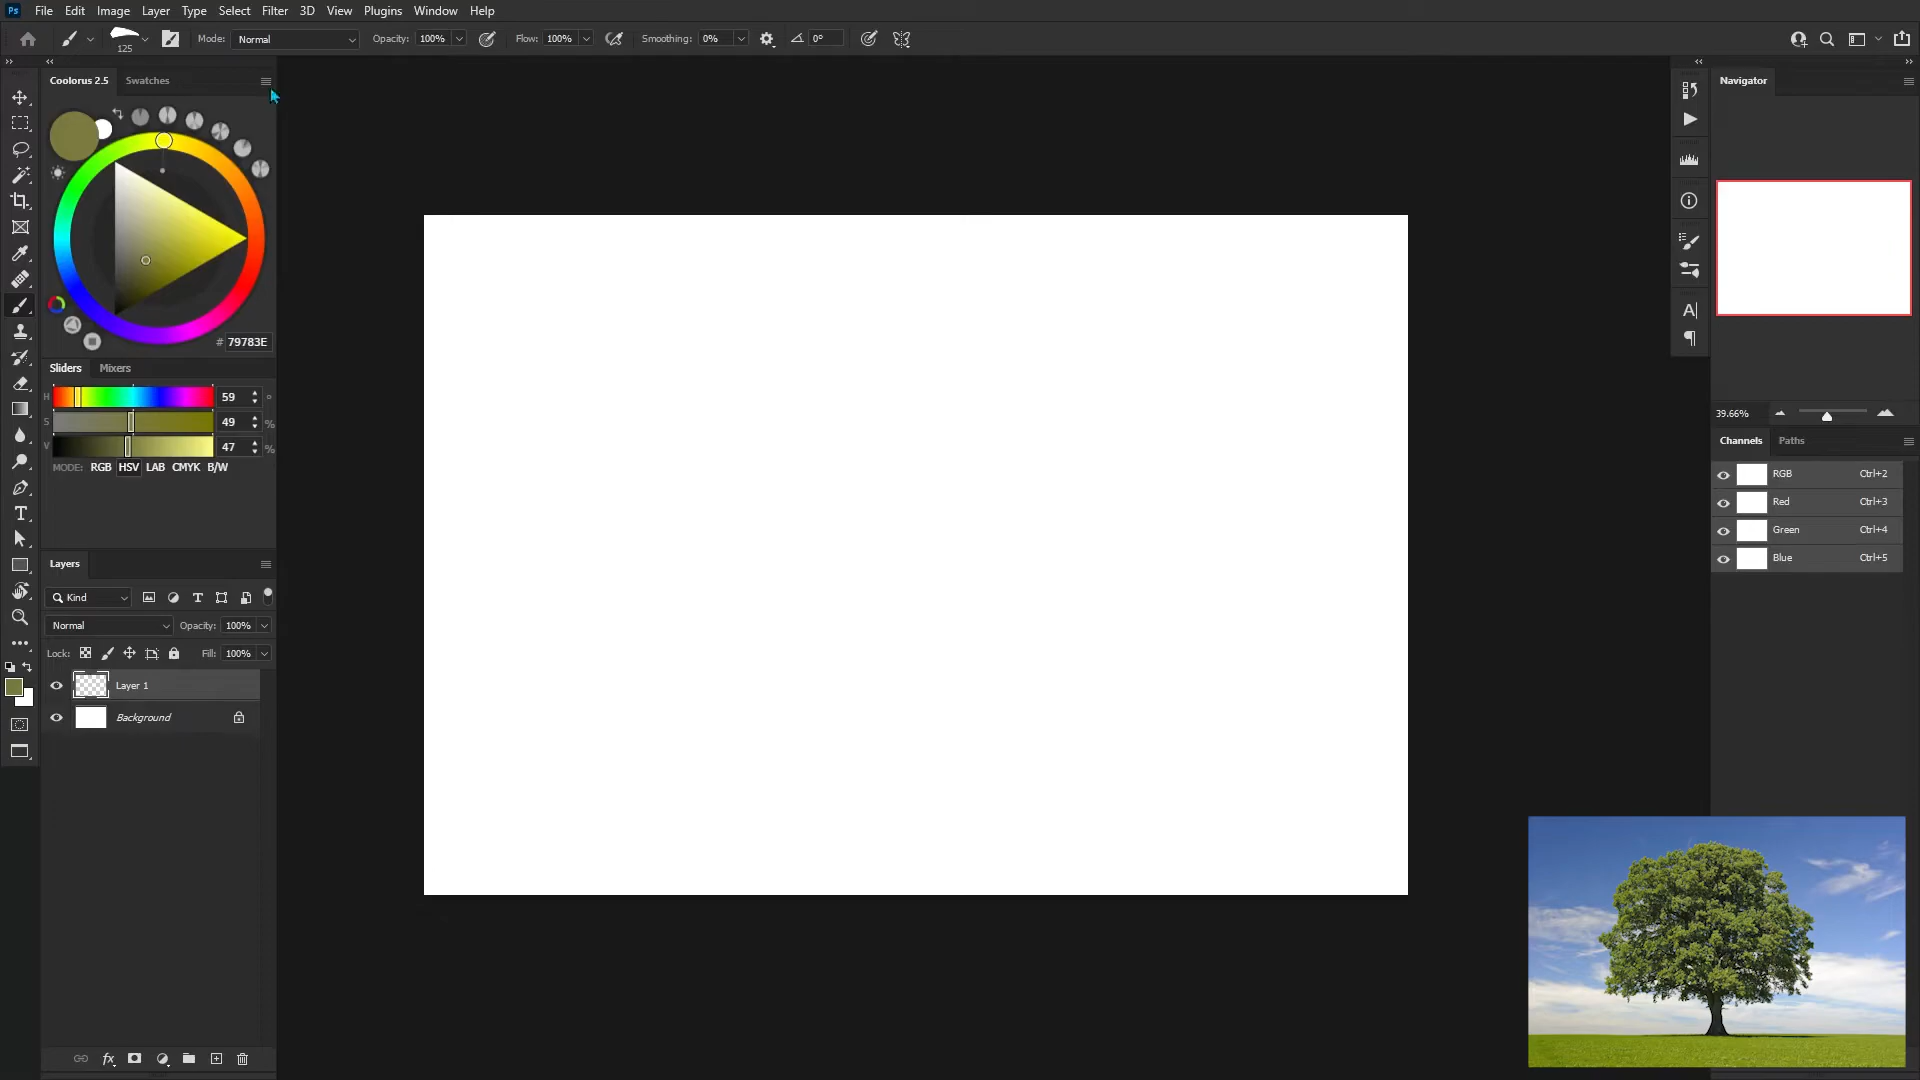 Ps File Edit Image Layer Type Select Filter 3D View Plugins Window Help
125 Mode: Normal Opacity: 100% Flow: 100% Smoothing: 0% 0°
Coolorus 2.5 Swatches
# 79783E
Sliders Mixers
H 59 °
S 49 %
V 47 %
MODE: RGB HSV LAB CMYK B/W
Layers
Kind
Normal Opacity: 100%
Lock: Fill: 100%
Layer 1
Background
fx
Navigator
39.66%
Channels Paths
RGB Ctrl+2
Red Ctrl+3
Green Ctrl+4
Blue Ctrl+5